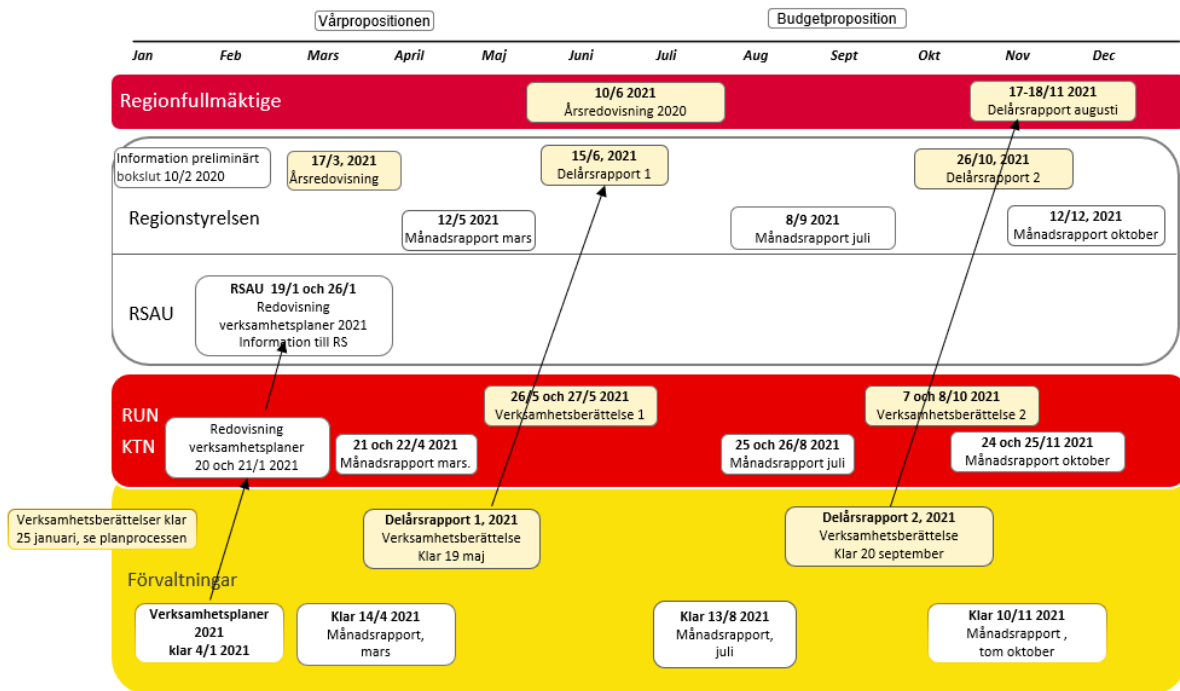 Vårpropositionen
Budgetproposition
Jan Feb Mars April Maj Juni Juli Aug Sept Okt Nov Dec
Regionfullmäktige
10/6 2021
Årsredovisning 2020
17-18/11 2021
Delårsrapport augusti
Information preliminärt
bokslut 10/2 2020
17/3, 2021
Årsredovisning
15/6, 2021
Delårsrapport 1
26/10, 2021
Delårsrapport 2
Regionstyrelsen
12/5 2021
Månadsrapport mars
8/9 2021
Månadsrapport juli
12/12, 2021
Månadsrapport oktober
RSAU
RSAU 19/1 och 26/1
Redovisning
verksamhetsplaner 2021
Information till RS
RUN
KTN
26/5 och 27/5 2021
Verksamhetsberättelse 1
7 och 8/10 2021
Verksamhetsberättelse 2
Redovisning
verksamhetsplaner
20 och 21/1 2021
21 och 22/4 2021
Månadsrapport mars.
25 och 26/8 2021
Månadsrapport juli
24 och 25/11 2021
Månadsrapport oktober
Verksamhetsberättelser klar
25 januari, se planprocessen
Delårsrapport 1, 2021
Verksamhetsberättelse
Klar 19 maj
Delårsrapport 2, 2021
Verksamhetsberättelse
Klar 20 september
Förvaltningar
Verksamhetsplaner
2021
klar 4/1 2021
Klar 14/4 2021
Månadsrapport,
mars
Klar 13/8 2021
Månadsrapport,
juli
Klar 10/11 2021
Månadsrapport ,
tom oktober